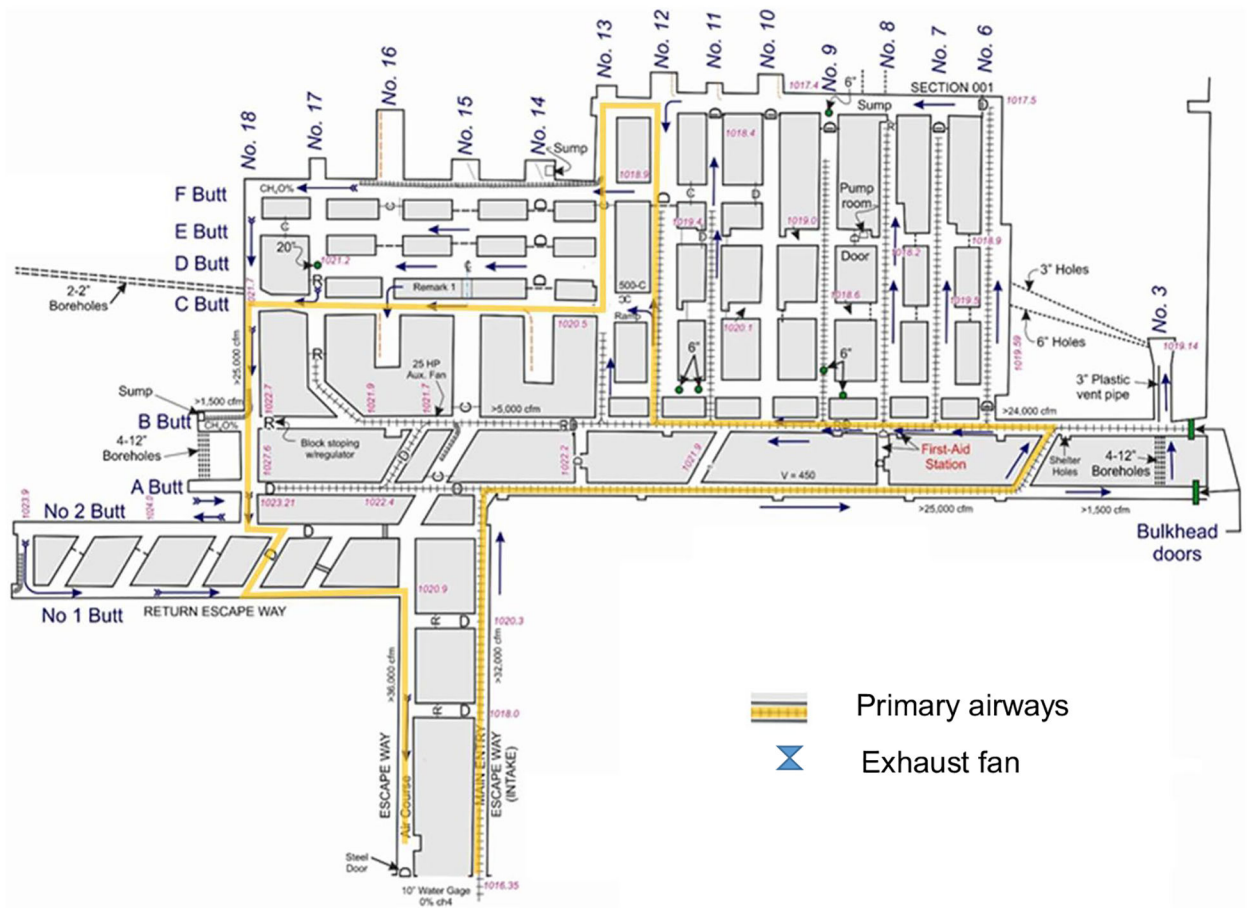 No. 18
No. 17
No. 16
No. 15
No. 14
No. 13
No. 12
No. 11
No. 10
No. 9
No. 8
No. 7
No. 6
1017.4
6"
Sump
SECTION 001
D
1017.5
Sump
1018.4
1018.9
F Butt
CH₂O%
E Butt
D Butt
C Butt
20"
1021.2
R
Remark 1
500-C
Ramp
1019.4
C
D
Pump
room
1019.0
Door
1018.2
1018.9
1018.6
1019.5
1020.1
1019.59
3" Holes
6" Holes
No. 3
1019.14
2-2"
Boreholes
1021.7
>25,000 cfm
1020.5
25 HP
Aux. Fan
6"
6"
3" Plastic
vent pipe
R
1022.7
1021.9
1021.7
>5,000 cfm
>24,000 cfm
Sump
>1,500 cfm
B Butt
CH₂O%
R
Block stoping
w/regulator
4-12"
Boreholes
1027.6
1022.2
1021.9
V = 450
First-Aid
Station
Shelter
Holes
4-12"
Boreholes
A Butt
1023.9
1024.0
D
1023.21
1022.4
>25,000 cfm
>1,500 cfm
Bulkhead
doors
No 2 Butt
D
D
No 1 Butt
RETURN ESCAPE WAY
1020.9
R
D
1020.3
>36,000 cfm
>32,000 cfm
R
D
1018.0
ESCAPE WAY
Air Course
MAIN ENTRY
ESCAPE WAY
(INTAKE)
Steel
Door
D
10" Water Gage
0% ch4
1016.35
Primary airways
Exhaust fan